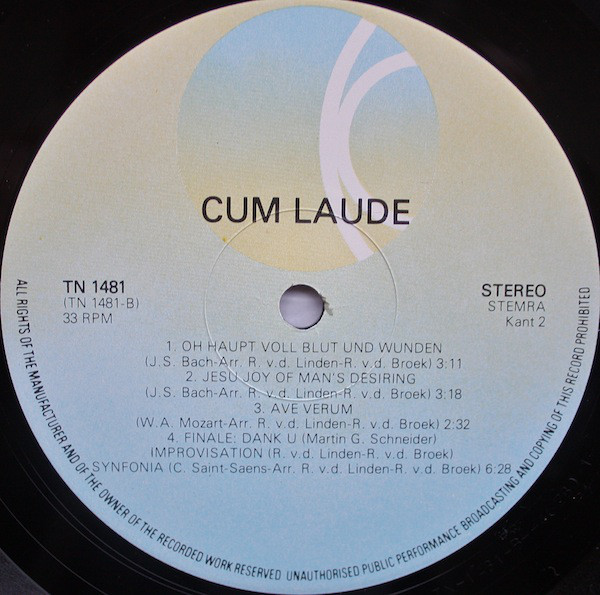 CUM LAUDE
TN 1481
(TN 1481-B)
33 RPM
STEREO
STEMRA
Kant 2
1. OH HAUPT VOLL BLUT UND WUNDEN
(J.S. Bach-Arr. R. v.d. Linden-R. v.d. Broek) 3:11
2. JESU JOY OF MAN'S DESIRING
(J.S. Bach-Arr. R. v.d. Linden-R. v.d. Broek) 3:18
3. AVE VERUM
(W.A. Mozart-Arr. R. v.d. Linden-R. v.d. Broek) 2:32
4. FINALE: DANK U (Martin G. Schneider)
IMPROVISATION (R. v.d. Linden-R. v.d. Broek)
SYNFONIA (C. Saint-Saens-Arr. R. v.d. Linden-R. v.d. Broek) 6:28
ALL RIGHTS OF THE MANUFACTURER AND OF THE OWNER OF THE RECORDED WORK RESERVED UNAUTHORISED PUBLIC PERFORMANCE BROADCASTING AND COPYING OF THIS RECORD PROHIBITED